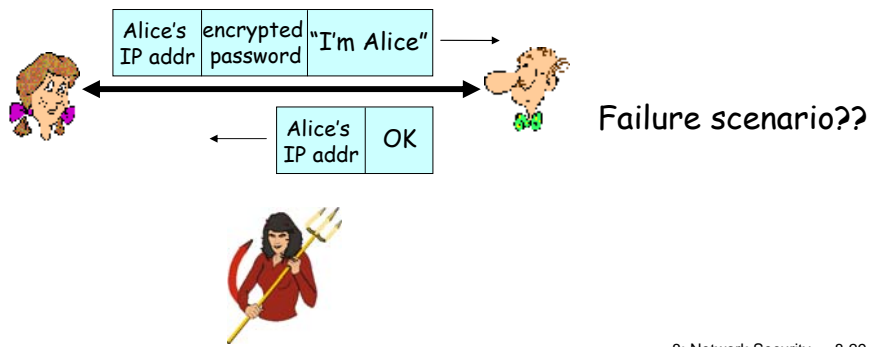 Alice's
IP addr
encrypted
password
"I'm Alice"
Alice's
IP addr
OK
Failure scenario??